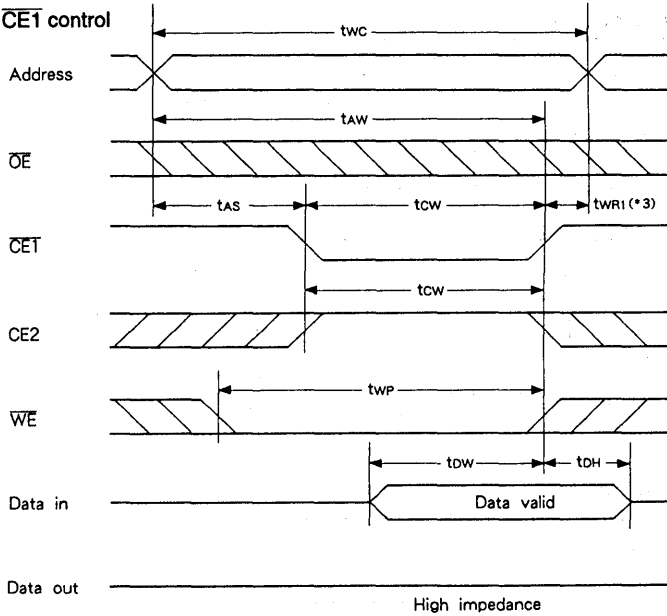 CE1 control
tWC
Address
tAW
OE
tAS tCW tWR1 (*3)
CE1
tCW
CE2
tWP
WE
tDW tDH
Data in Data valid
Data out
High impedance